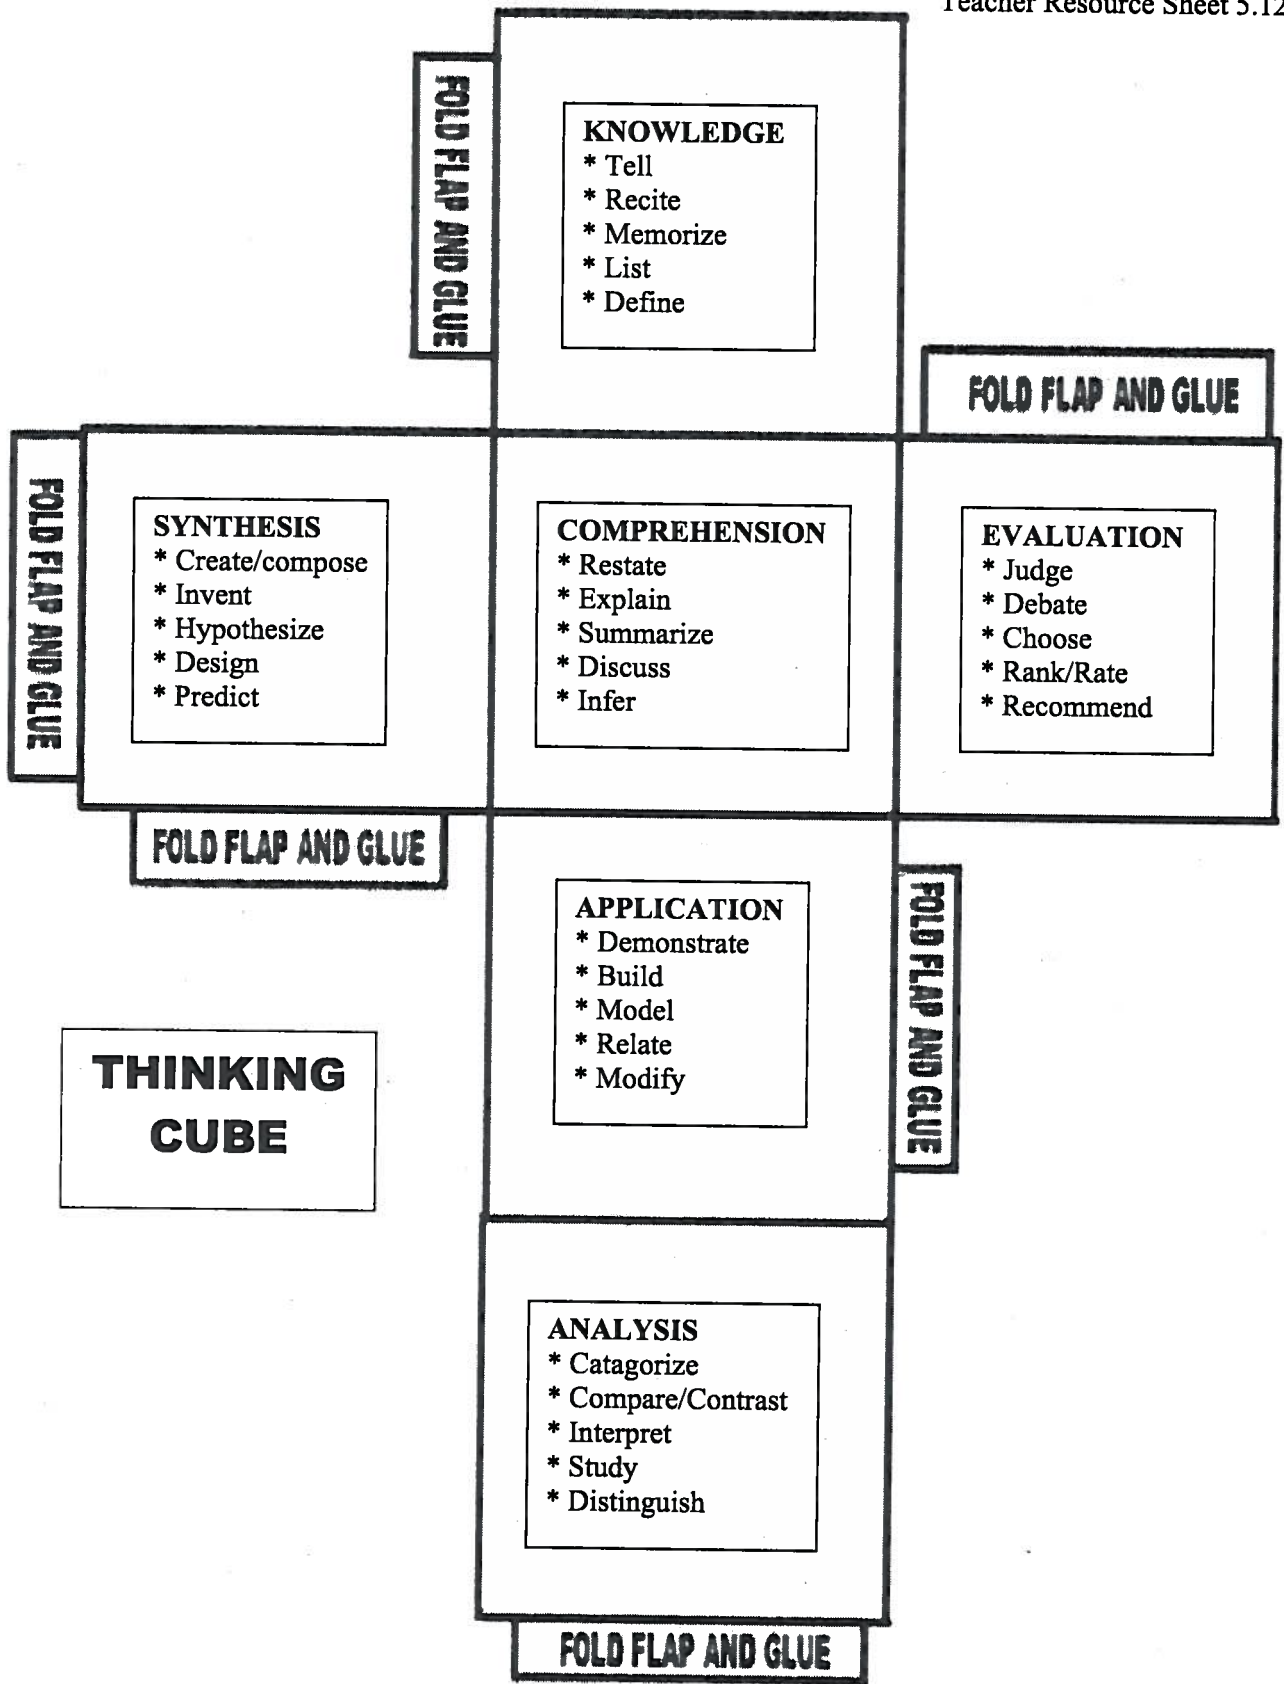 Teacher Resource Sheet 5.12
FOLD FLAP AND GLUE
KNOWLEDGE
* Tell
* Recite
* Memorize
* List
* Define
FOLD FLAP AND GLUE
FOLD FLAP AND GLUE
SYNTHESIS
* Create/compose
* Invent
* Hypothesize
* Design
* Predict
COMPREHENSION
* Restate
* Explain
* Summarize
* Discuss
* Infer
EVALUATION
* Judge
* Debate
* Choose
* Rank/Rate
* Recommend
FOLD FLAP AND GLUE
APPLICATION
* Demonstrate
* Build
* Model
* Relate
* Modify
FOLD FLAP AND GLUE
THINKING
CUBE
ANALYSIS
* Catagorize
* Compare/Contrast
* Interpret
* Study
* Distinguish
FOLD FLAP AND GLUE